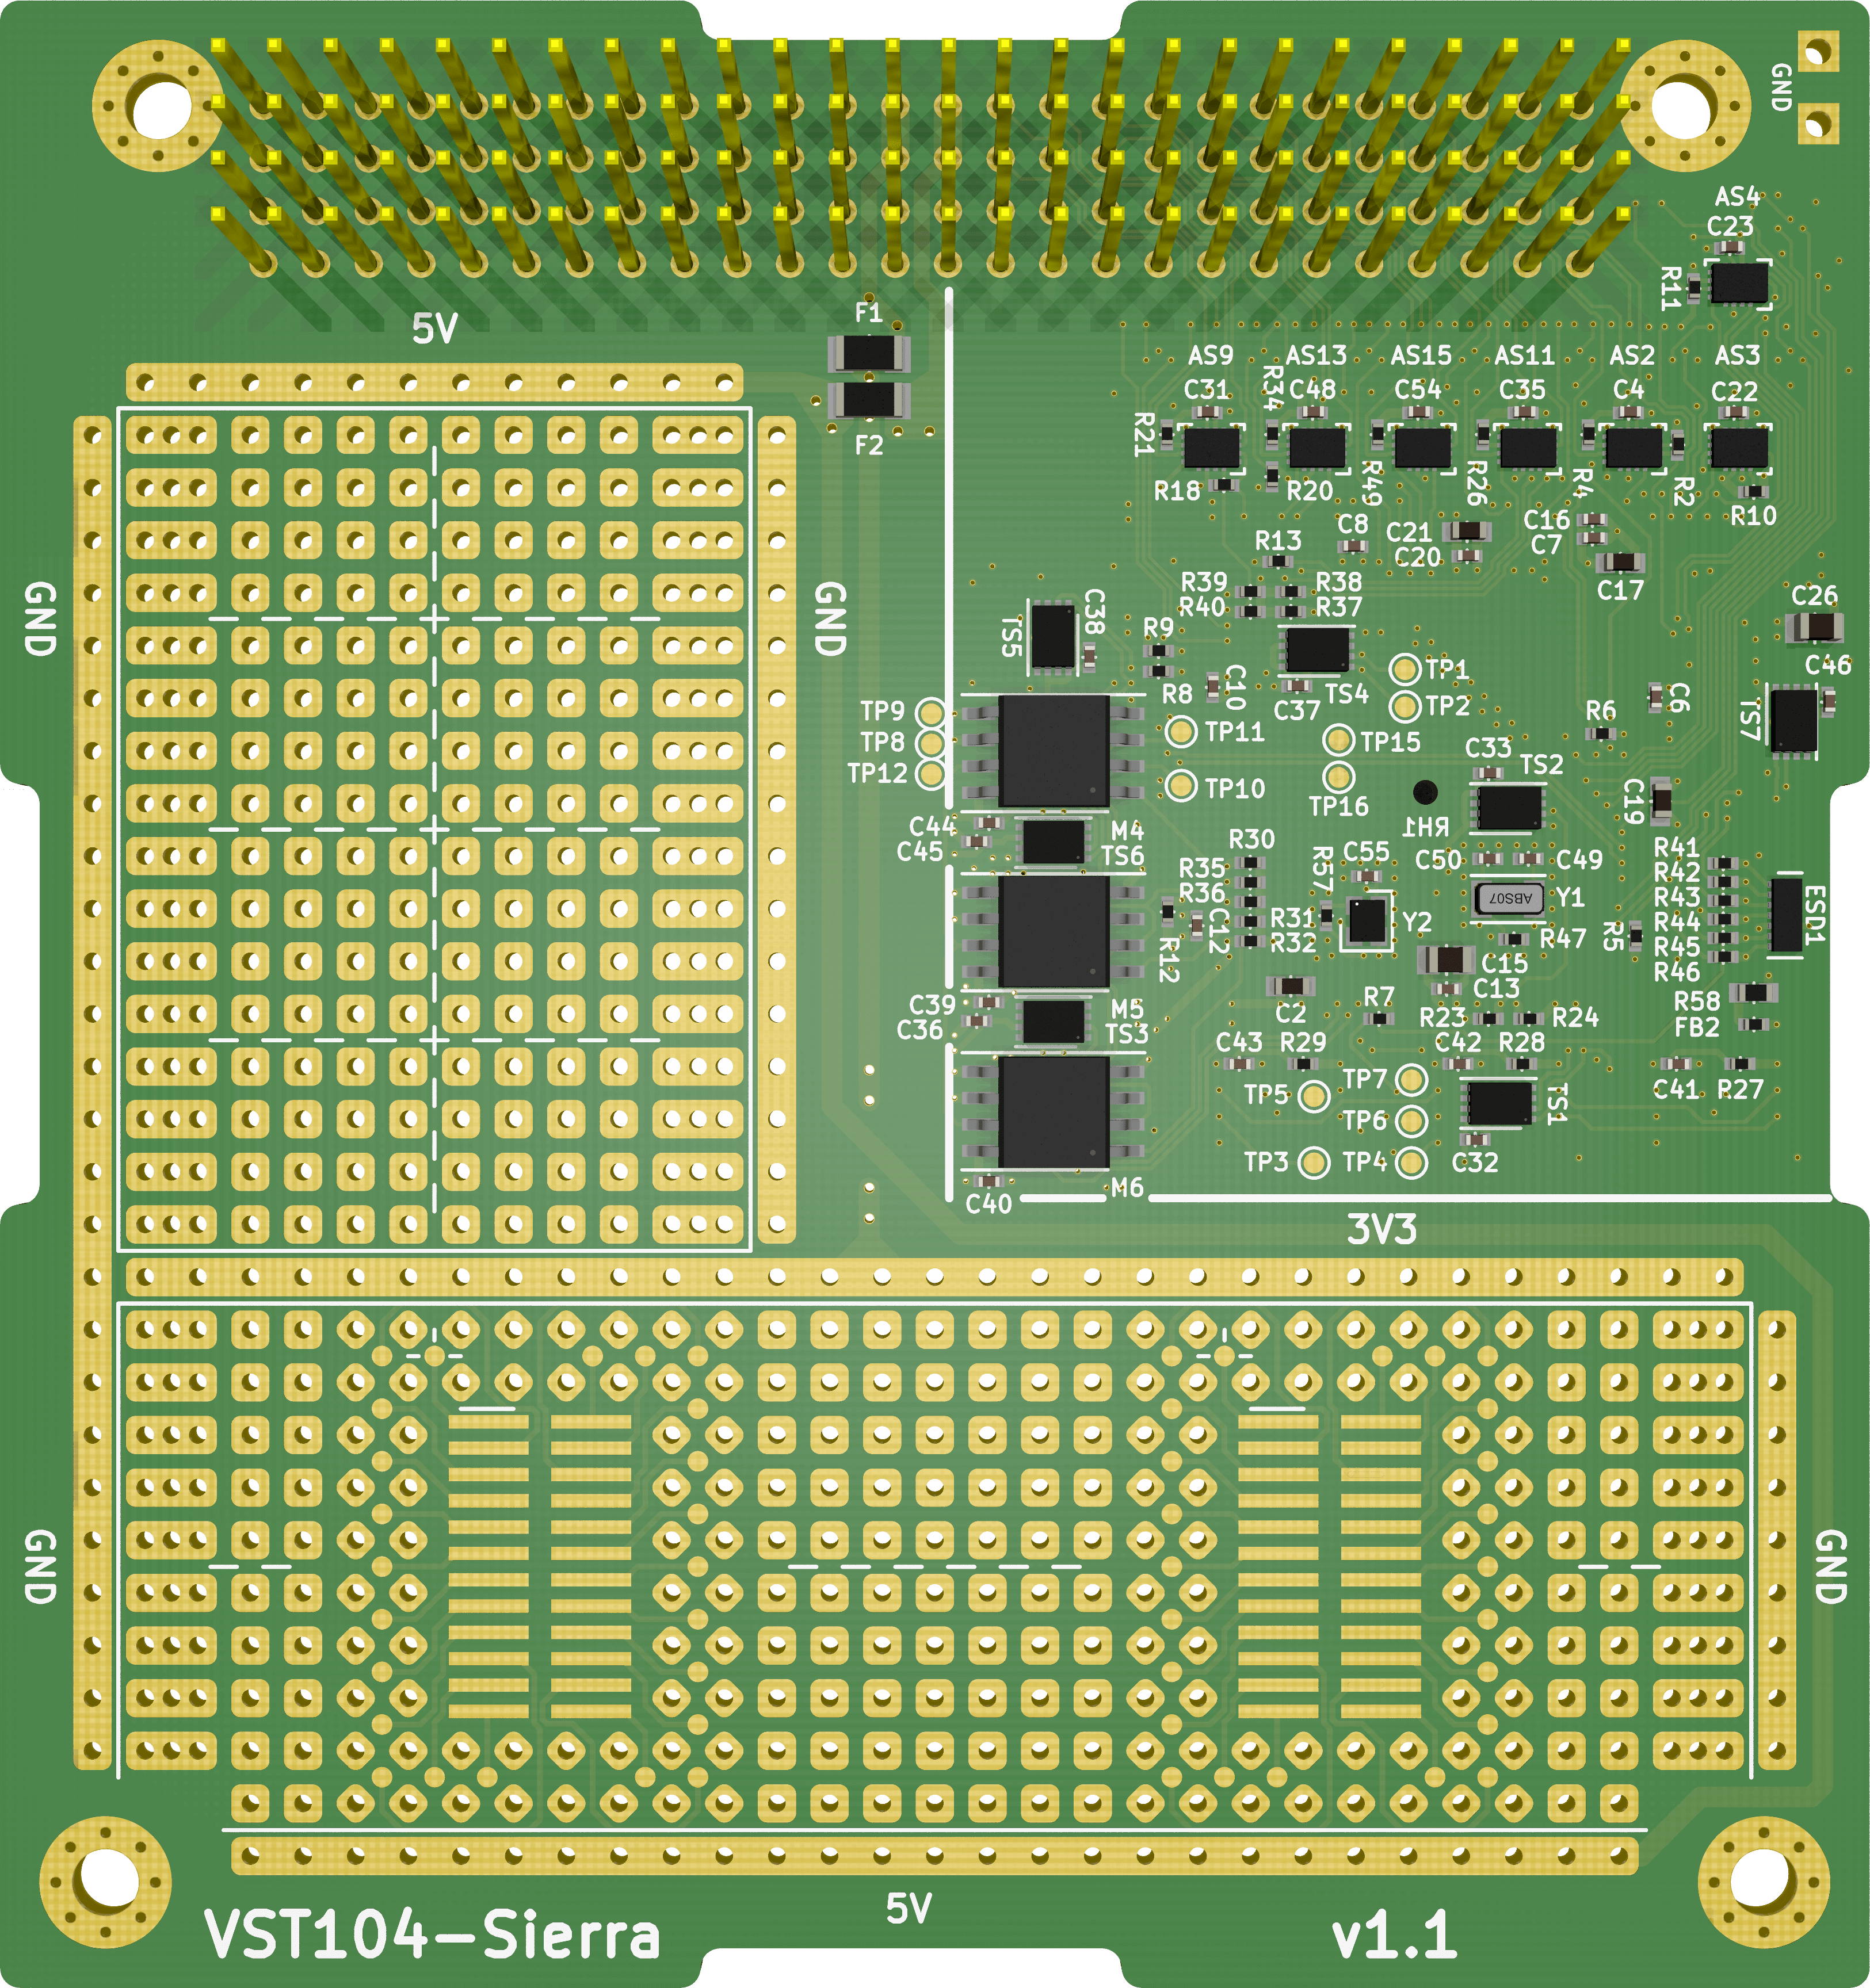 GND
AS4
C23
R11
5V
F1
F2
AS9 AS13 AS15 AS11 AS2 AS3
C31 R34 C48 C54 C35 C4 C22
R21
R18 R20 R49 R26 R4 R2 R10
C8 C21 C16
R13 C20 C7
C17
GND GND
R39 R38
R40 R37
C26
C46
TS5 C38 R9
R8 C10 C37 TS4
TP1
TP2
C6
R6
TS7
TP9
TP8
TP12
TP11
TP10
TP15
TP16
C33 TS2
RH1
C19
C44
C45
M4
TS6
R30
R35
R36
R57 C55
C50 C49
R41
R42
R43
R44
R45
R46
ABS07
Y1
ESD1
R31
R32
R12 C12
Y2
R47
R5
C15
C13
C39
C36
M5
TS3
C2
R7
R23 R24
R58
FB2
C43 R29 C42 R28
C41 R27
TP5 TP7
TP6
TP3 TP4
TS1
C32
C40
M6
3V3
GND GND
5V
VST104-Sierra v1.1